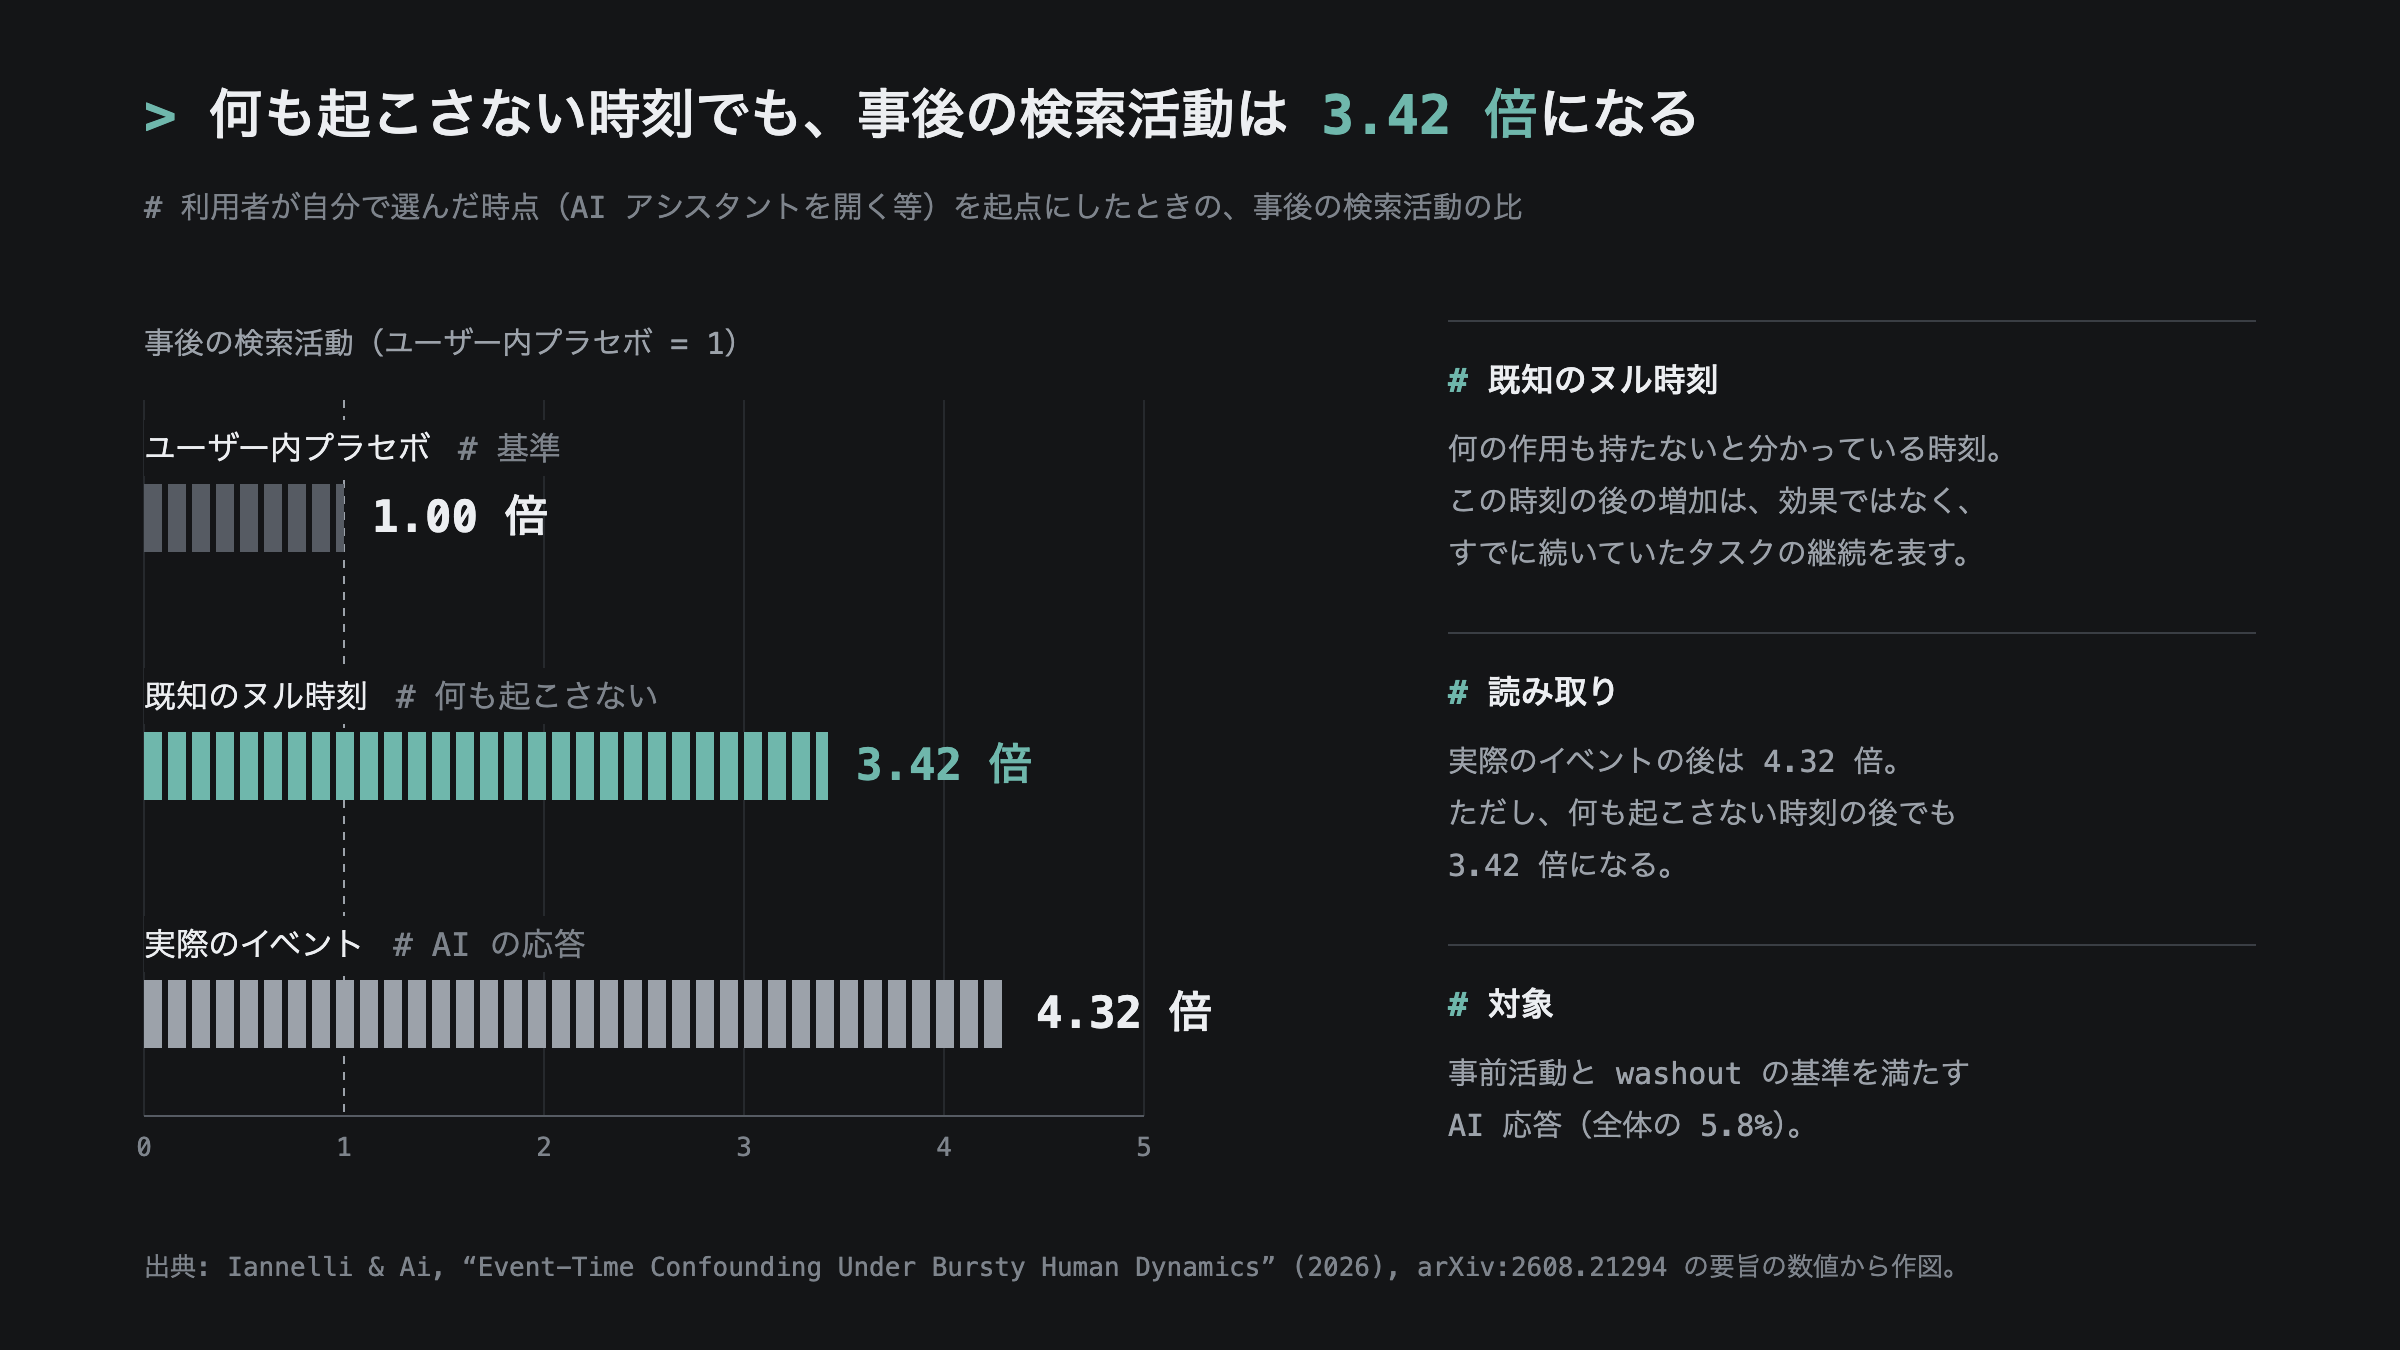 > 何も起こさない時刻でも、事後の検索活動は 3.42 倍になる
# 利用者が自分で選んだ時点（AI アシスタントを開く等）を起点にしたときの、事後の検索活動の比
事後の検索活動（ユーザー内プラセボ = 1）
ユーザー内プラセボ # 基準
1.00 倍
既知のヌル時刻 # 何も起こさない
3.42 倍
実際のイベント # AI の応答
4.32 倍
0 1 2 3 4 5
# 既知のヌル時刻
何の作用も持たないと分かっている時刻。
この時刻の後の増加は、効果ではなく、
すでに続いていたタスクの継続を表す。
# 読み取り
実際のイベントの後は 4.32 倍。
ただし、何も起こさない時刻の後でも
3.42 倍になる。
# 対象
事前活動と washout の基準を満たす
AI 応答（全体の 5.8%）。
出典: Iannelli & Ai, “Event–Time Confounding Under Bursty Human Dynamics” (2026), arXiv:2608.21294 の要旨の数値から作図。